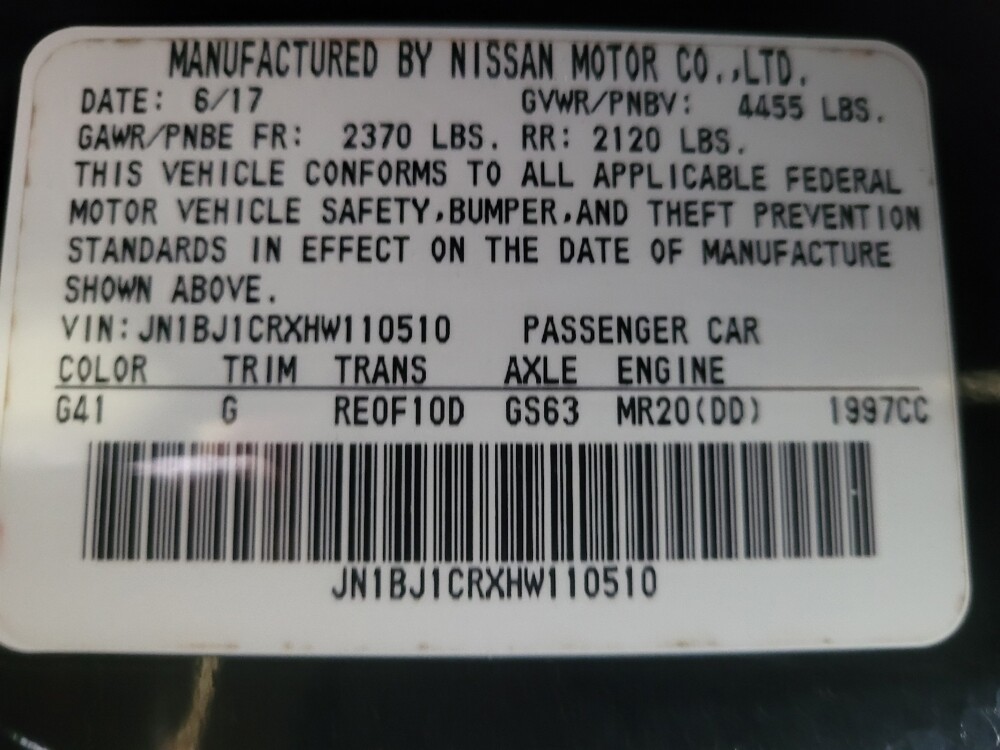 MANUFACTURED BY NISSAN MOTOR CO.,LTD.
DATE: 6/17 GVWR/PNBV: 4455 LBS.
GAWR/PNBE FR: 2370 LBS. RR: 2120 LBS.
THIS VEHICLE CONFORMS TO ALL APPLICABLE FEDERAL
MOTOR VEHICLE SAFETY,BUMPER,AND THEFT PREVENTION
STANDARDS IN EFFECT ON THE DATE OF MANUFACTURE
SHOWN ABOVE.
VIN:JN1BJ1CRXHW110510 PASSENGER CAR
COLOR TRIM TRANS AXLE ENGINE
G41 G RE0F10D GS63 MR20(DD) 1997CC
JN1BJ1CRXHW110510